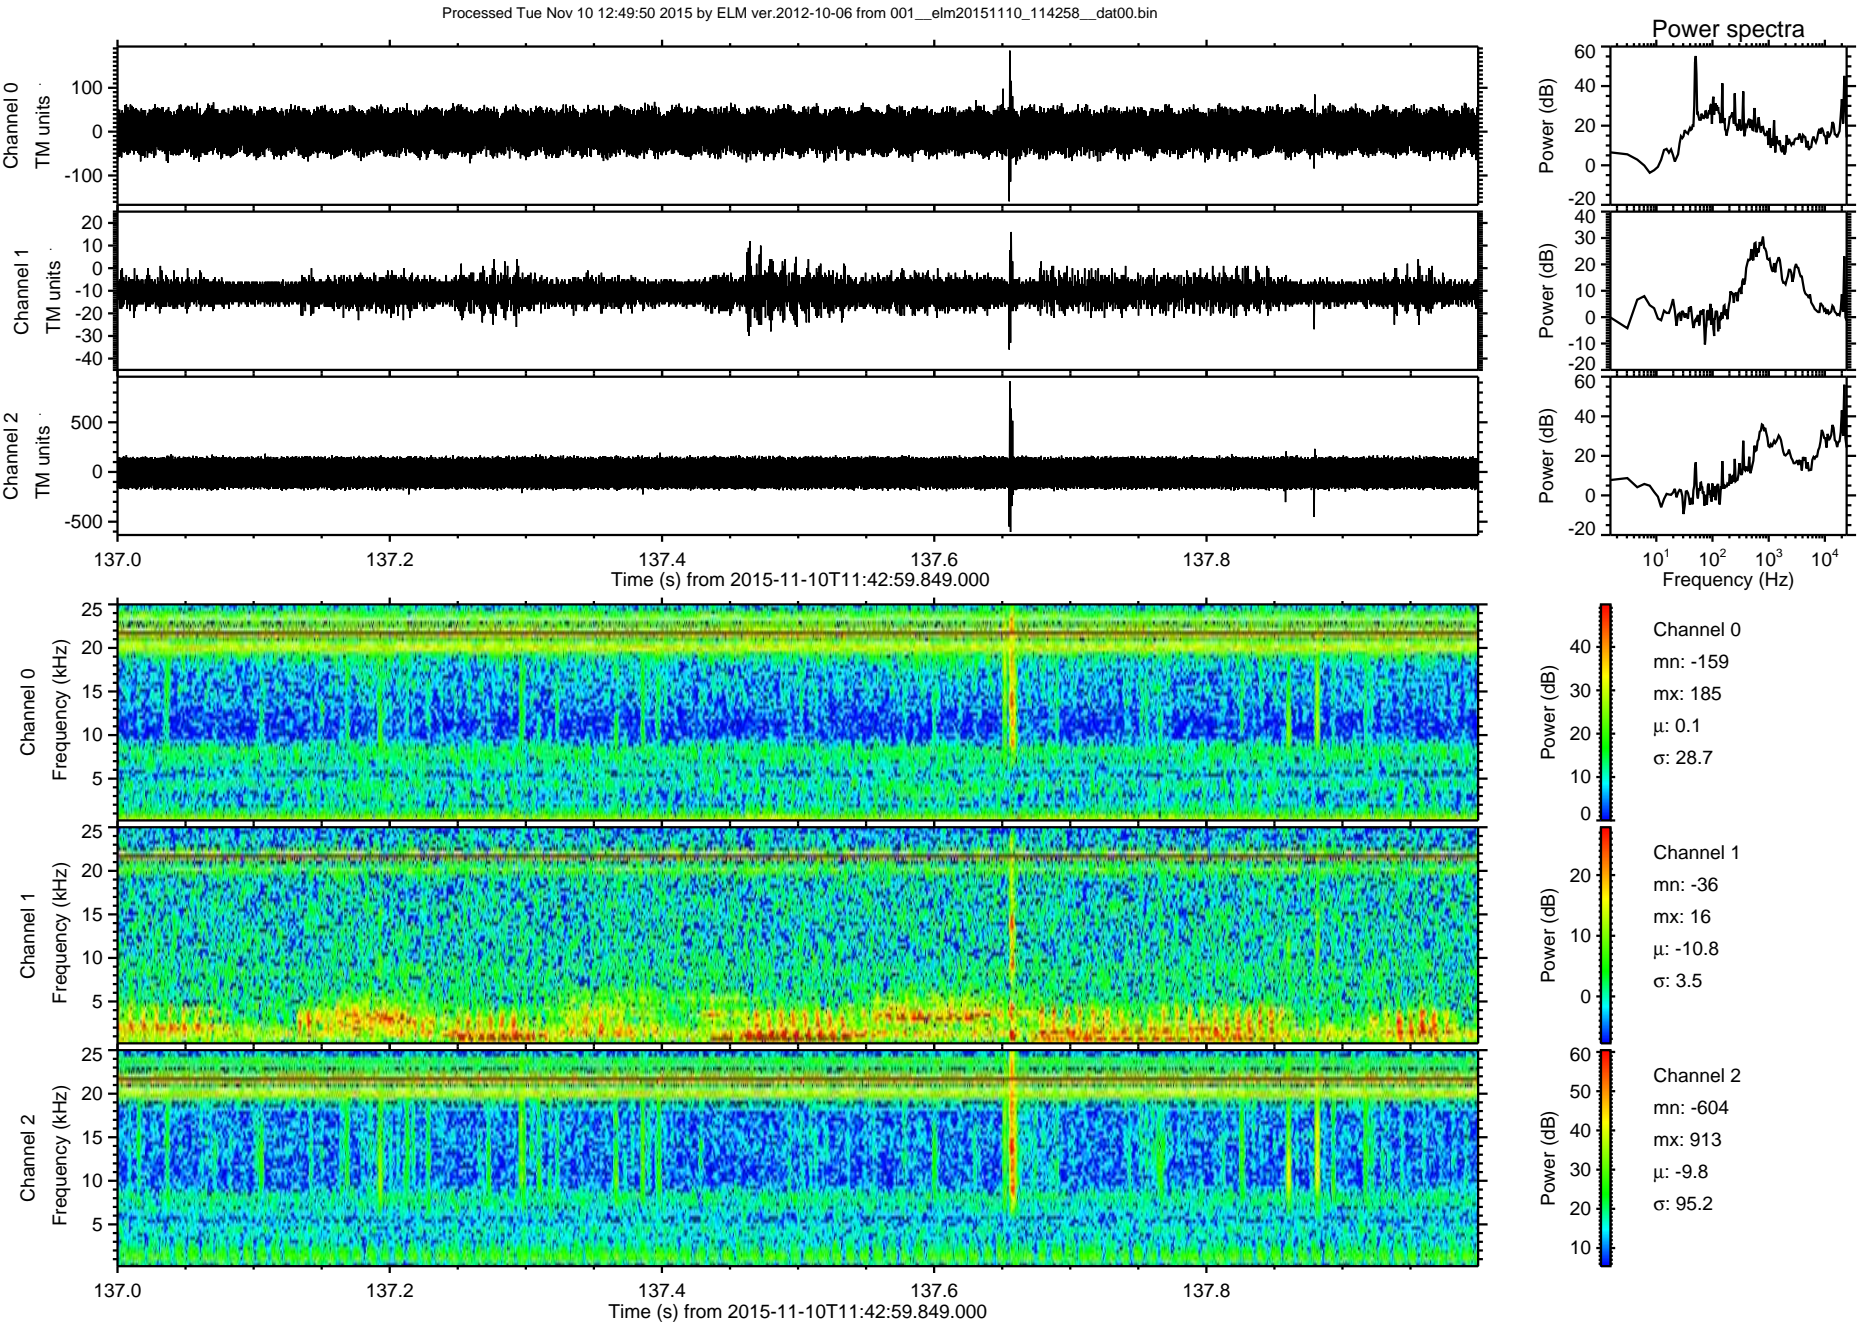 Processed Tue Nov 10 12:49:50 2015 by ELM ver.2012-10-06 from 001__elm20151110_114258__dat00.bin
Power spectra
Channel 0
TM units
100
0
-100
Power (dB)
60
40
20
0
-20
Channel 1
TM units
20
10
0
-10
-20
-30
-40
Power (dB)
40
30
20
10
0
-10
-20
Channel 2
TM units
500
0
-500
Power (dB)
60
40
20
0
-20
137.0 137.2 137.4 137.6 137.8
Time (s) from 2015-11-10T11:42:59.849.000
10^1 10^2 10^3 10^4
Frequency (Hz)
Channel 0
Frequency (kHz)
25
20
15
10
5
Power (dB)
40
30
20
10
0
Channel 0
mn: -159
mx: 185
μ: 0.1
σ: 28.7
Channel 1
Frequency (kHz)
25
20
15
10
5
Power (dB)
20
10
0
Channel 1
mn: -36
mx: 16
μ: -10.8
σ: 3.5
Channel 2
Frequency (kHz)
25
20
15
10
5
Power (dB)
60
50
40
30
20
10
Channel 2
mn: -604
mx: 913
μ: -9.8
σ: 95.2
137.0 137.2 137.4 137.6 137.8
Time (s) from 2015-11-10T11:42:59.849.000